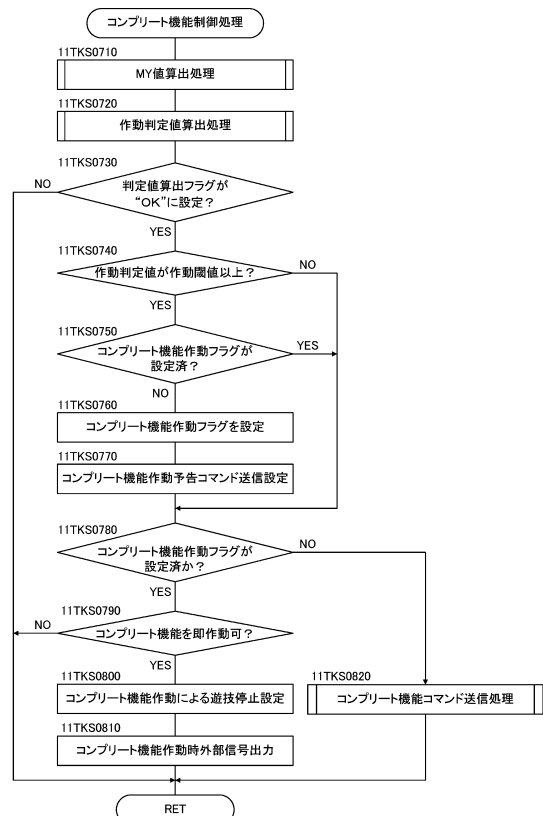 コンプリート機能制御処理
11TKS0710
MY値算出処理
11TKS0720
作動判定値算出処理
11TKS0730
NO
判定値算出フラグが
“OK”に設定？
YES
11TKS0740
NO
作動判定値が作動閾値以上？
YES
11TKS0750
YES
コンプリート機能作動フラグが
設定済？
NO
11TKS0760
コンプリート機能作動フラグを設定
11TKS0770
コンプリート機能作動予告コマンド送信設定
11TKS0780
NO
コンプリート機能作動フラグが
設定済か？
YES
11TKS0790
NO
コンプリート機能を即作動可？
YES
11TKS0800
コンプリート機能作動による遊技停止設定
11TKS0820
コンプリート機能コマンド送信処理
11TKS0810
コンプリート機能作動時外部信号出力
RET